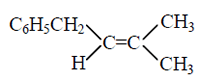 C₆H₅CH₂ CH₃
C=C
H CH₃